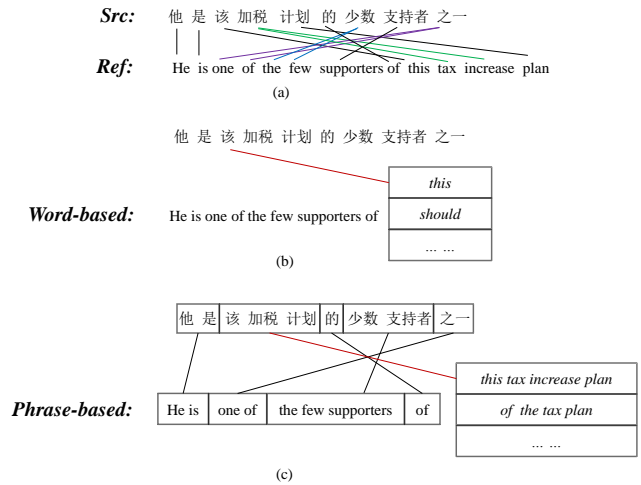 Src: 他 是 该 加税 计划 的 少数 支持者 之一
Ref: He is one of the few supporters of this tax increase plan
(a)
他 是 该 加税 计划 的 少数 支持者 之一
this
Word-based: He is one of the few supporters of should
... ...
(b)
他 是 该 加税 计划 的 少数 支持者 之一
this tax increase plan
Phrase-based: He is one of the few supporters of of the tax plan
... ...
(c)